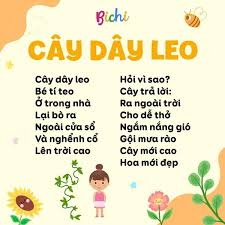 Bichi
CÂY DÂY LEO
Cây dây leo
Bé tí teo
Ở trong nhà
Lại bò ra
Ngoài cửa sổ
Và nghểnh cổ
Lên trời cao
Hỏi vì sao?
Cây trả lời:
Ra ngoài trời
Cho dễ thở
Ngắm nắng gió
Gội mưa rào
Cây mới cao
Hoa mới đẹp